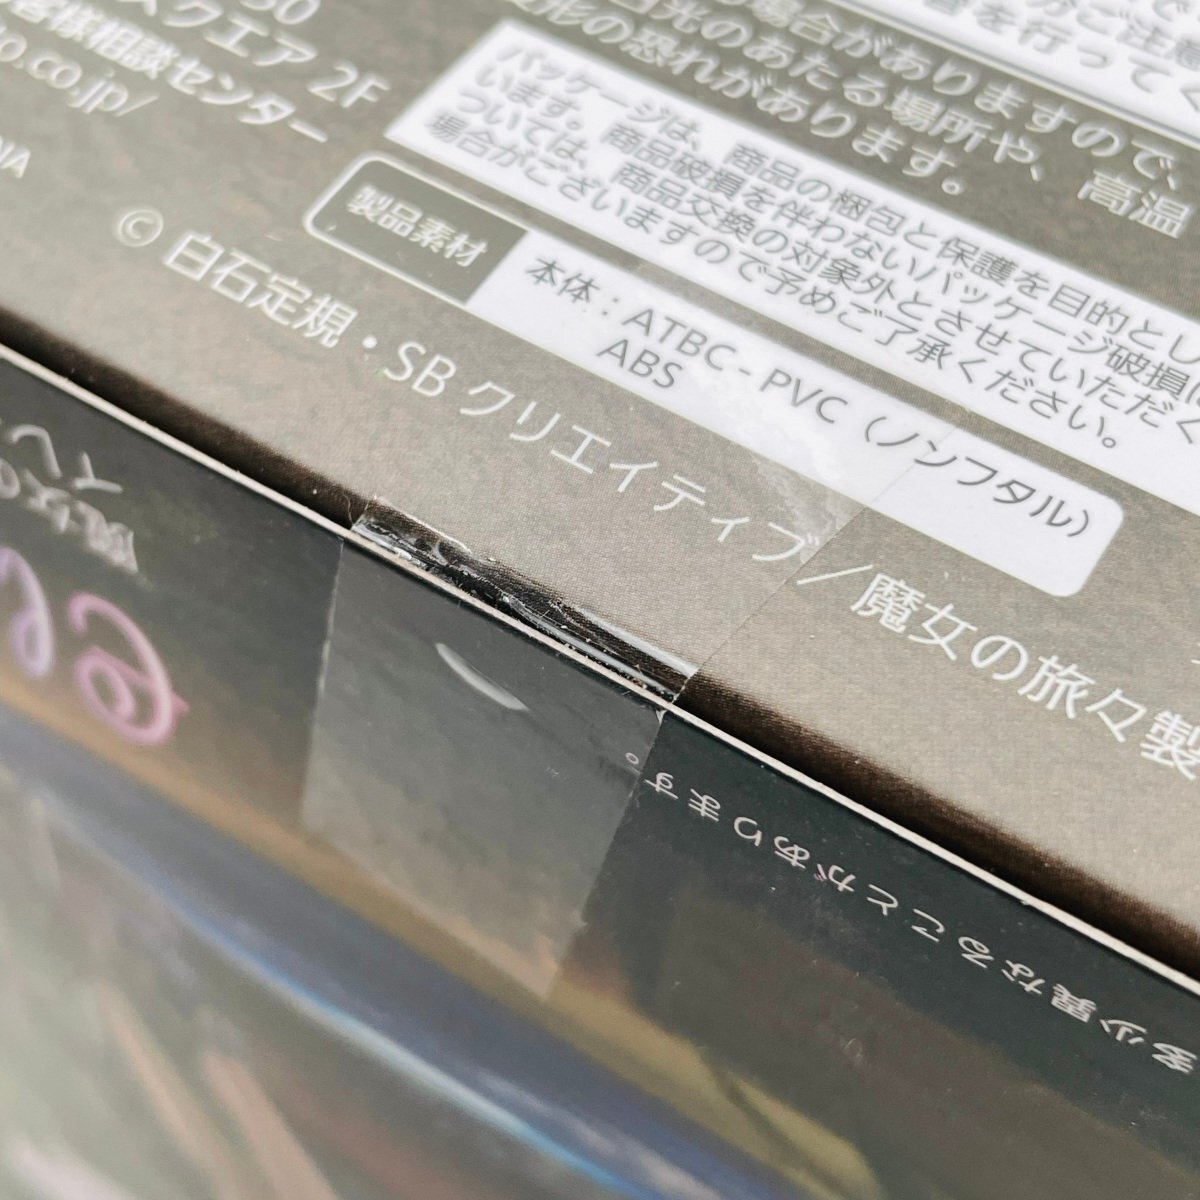 スクエア 2F
客様相談センター
o.co.jp/
の場合がありますので、
日光のあたる場所や、高温
形の恐れがあります。
パッケージは、商品の梱包と保護を目的とし
います。商品破損を伴わないパッケージ破損
ついては、商品交換の対象外とさせていただく
場合がございますので予めご了承ください。
製品素材
本体：ATBC-PVC（ノンフタル）
ABS
© 白石定規・SB クリエイティブ／魔女の旅々製
多少異なることがあります。